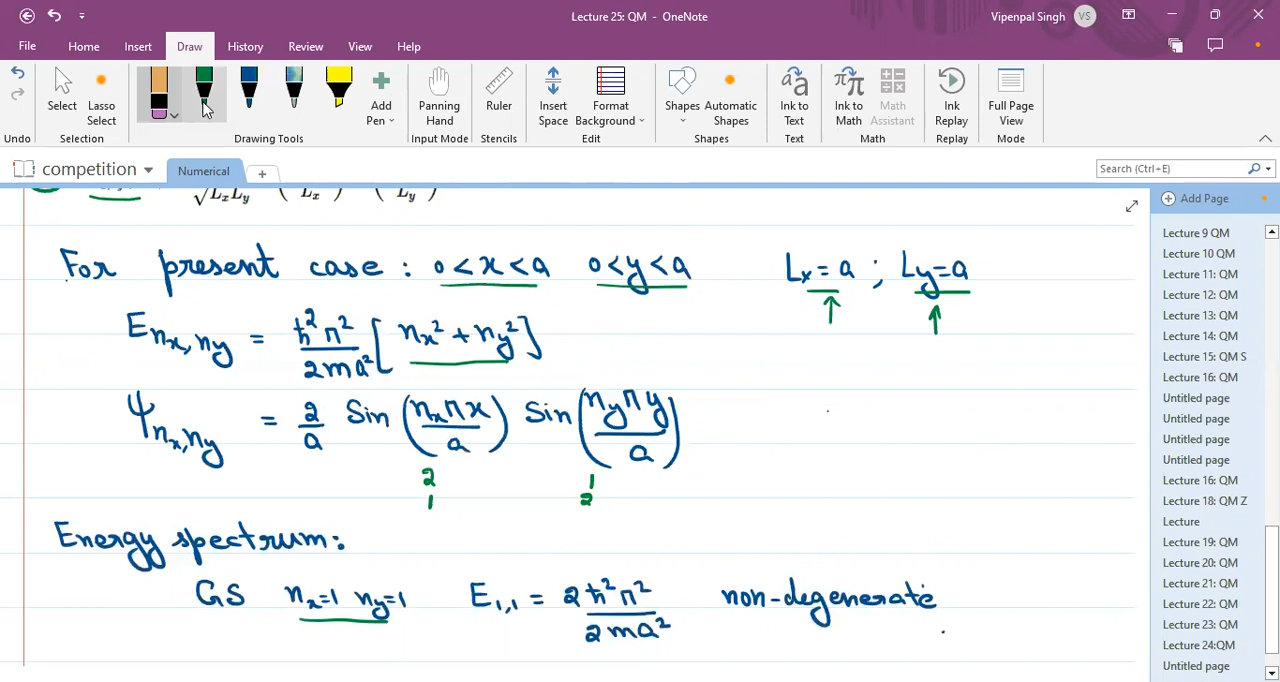 Lecture 25: QM - OneNote
Vipenpal Singh VS
File Home Insert Draw History Review View Help
Undo
Select Lasso Select
Add Pen
Panning Hand
Ruler
Insert Space Format Background
Shapes Automatic Shapes
Ink to Text
Ink to Math Math Assistant
Ink Replay
Full Page View
Undo Selection Drawing Tools Input Mode Stencils Edit Shapes Text Math Replay Mode
competition Numerical + Search (Ctrl+E)
√LxLy ( Lx ) ( Ly )
For present case : 0 < x < a 0 < y < a Lx = a ; Ly = a
E nx, ny = ħ²π²/2ma² [ nx² + ny² ]
ψ nx, ny = 2/a Sin (nxπx/a) Sin (nyπy/a)
2 1
1 2
Energy spectrum:
GS nx=1 ny=1 E1,1 = 2ħ²π²/2ma² non-degenerate
Add Page
Lecture 9 QM
Lecture 10 QM
Lecture 11: QM
Lecture 12: QM
Lecture 13: QM
Lecture 14: QM
Lecture 15: QM S
Lecture 16: QM
Untitled page
Untitled page
Untitled page
Untitled page
Lecture 16: QM
Lecture 18: QM Z
Lecture
Lecture 19: QM
Lecture 20: QM
Lecture 21: QM
Lecture 22: QM
Lecture 23: QM
Lecture 24:QM
Untitled page